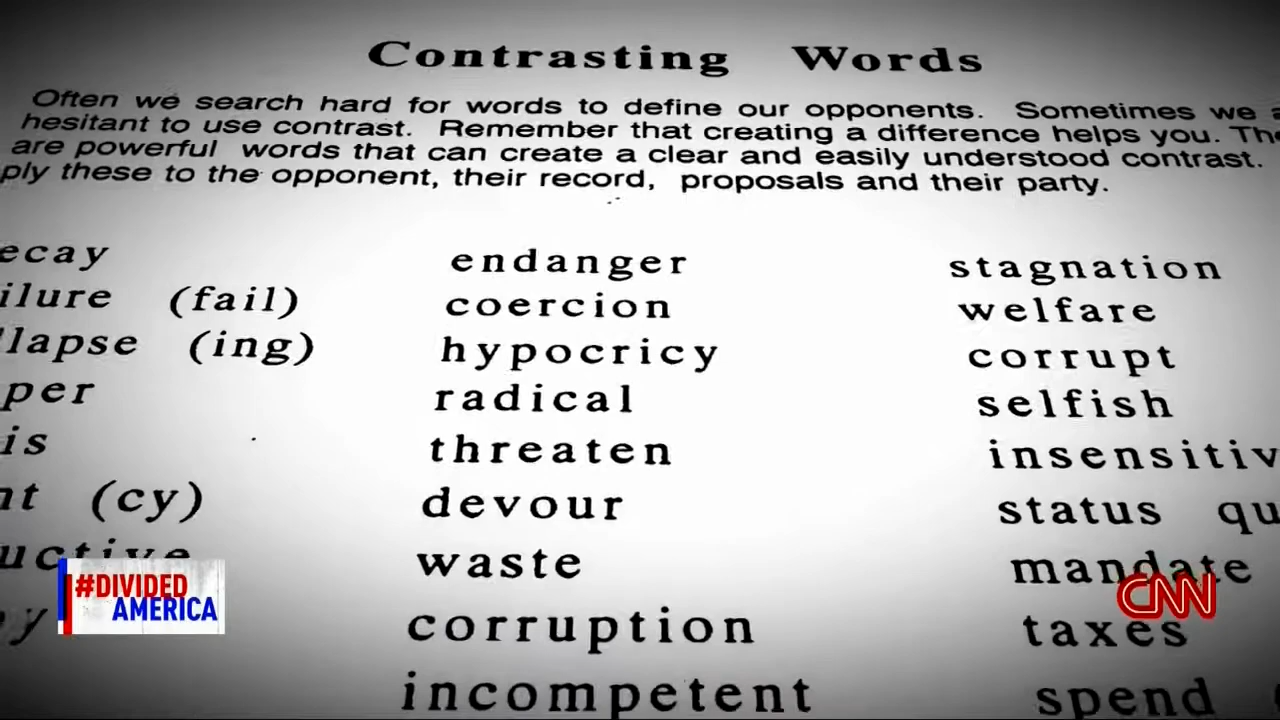 Contrasting Words
Often we search hard for words to define our opponents. Sometimes we a
hesitant to use contrast. Remember that creating a difference helps you. The
are powerful words that can create a clear and easily understood contrast.
ply these to the opponent, their record, proposals and their party.
ecay endanger stagnation
ilure (fail) coercion welfare
llapse (ing) hypocricy corrupt
per radical selfish
is threaten insensitiv
nt (cy) devour status qu
uctive waste mandate
y corruption taxes
incompetent spend
#DIVIDED
AMERICA
CNN